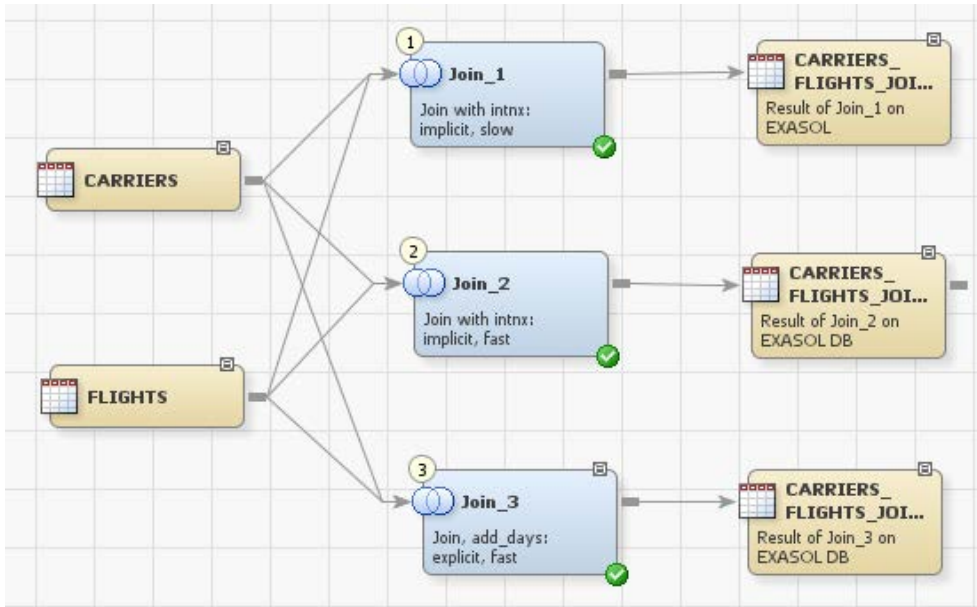 CARRIERS
FLIGHTS
1
Join_1
Join with intnx:
implicit, slow
CARRIERS_
FLIGHTS_JOI...
Result of Join_1 on
EXASOL
2
Join_2
Join with intnx:
implicit, fast
CARRIERS_
FLIGHTS_JOI...
Result of Join_2 on
EXASOL DB
3
Join_3
Join, add_days:
explicit, fast
CARRIERS_
FLIGHTS_JOI...
Result of Join_3 on
EXASOL DB